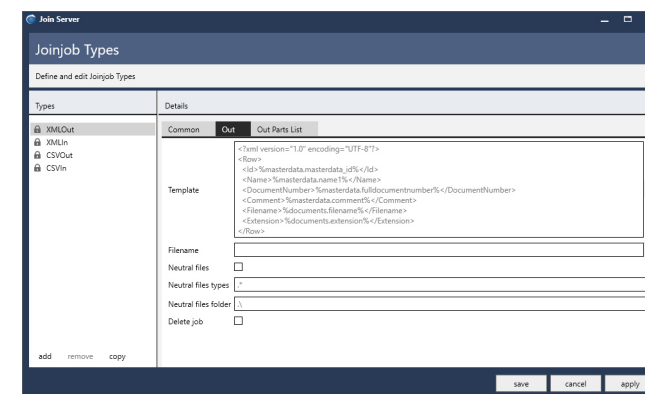 Join Server
Joinjob Types
Define and edit Joinjob Types
Types
Details
XMLOut
XMLIn
CSVOut
CSVIn
Common Out Out Parts List
Template
<?xml version="1.0" encoding="UTF-8"?>
<Row>
<Id>%masterdata.masterdata_id%</Id>
<Name>%masterdata.name1%</Name>
<DocumentNumber>%masterdata.fulldocumentnumber%</DocumentNumber>
<Comment>%masterdata.comment%</Comment>
<Filename>%documents.filename%</Filename>
<Extension>%documents.extension%</Extension>
</Row>
Filename
Neutral files
Neutral files types .*
Neutral files folder .\
Delete job
add remove copy
save cancel apply